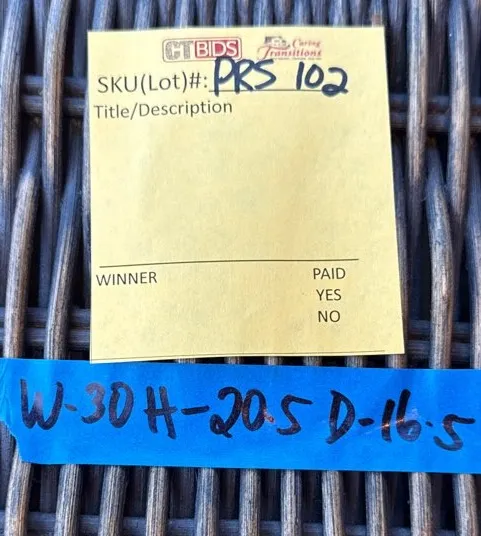 CTBIDS Caring Transitions
SKU(Lot)#: PRS 102
Title/Description
WINNER PAID
YES
NO
W-30 H-20.5 D-16.5